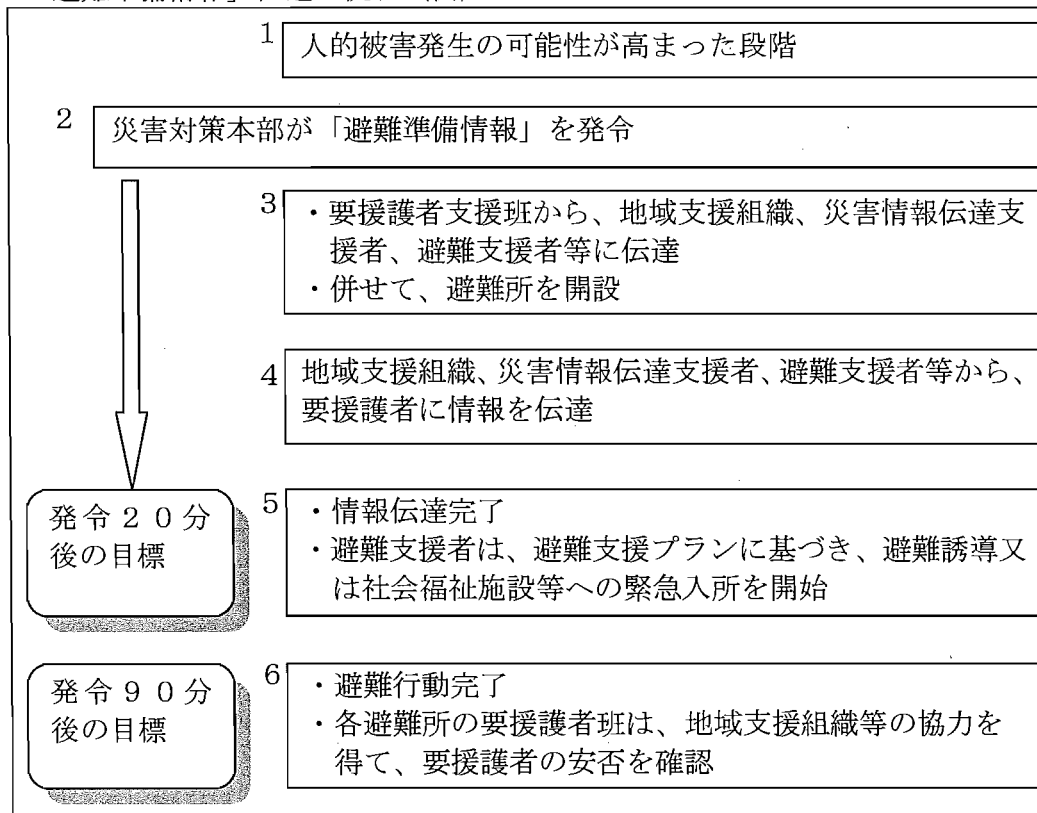 1 人的被害発生の可能性が高まった段階
2 災害対策本部が「避難準備情報」を発令
3 ・要援護者支援班から、地域支援組織、災害情報伝達支
援者、避難支援者等に伝達
・併せて、避難所を開設
4 地域支援組織、災害情報伝達支援者、避難支援者等から、
要援護者に情報を伝達
発令20分
後の目標
5 ・情報伝達完了
・避難支援者は、避難支援プランに基づき、避難誘導又
は社会福祉施設等への緊急入所を開始
発令90分
後の目標
6 ・避難行動完了
・各避難所の要援護者班は、地域支援組織等の協力を
得て、要援護者の安否を確認